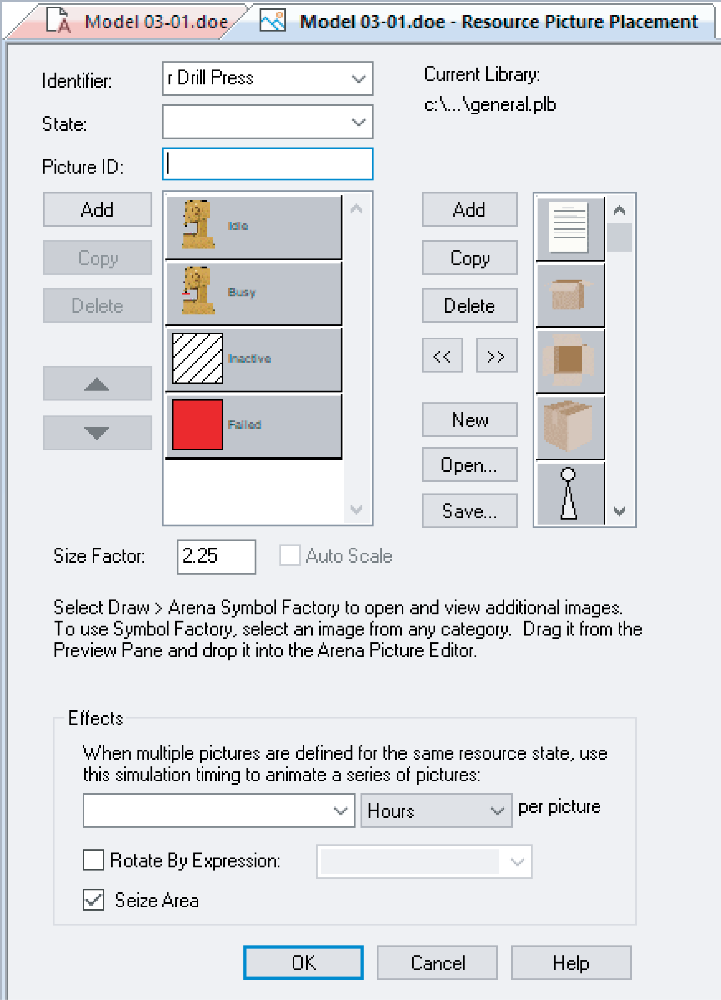 Model 03-01.doe
Model 03-01.doe - Resource Picture Placement
Identifier:
r Drill Press
Current Library:
c:\...\general.plb
State:
Picture ID:
Add
Copy
Delete
Idle
Busy
Inactive
Failed
Add
Copy
Delete
<<
>>
New
Open...
Save...
Size Factor:
2.25
Auto Scale
Select Draw > Arena Symbol Factory to open and view additional images.
To use Symbol Factory, select an image from any category.  Drag it from the
Preview Pane and drop it into the Arena Picture Editor.
Effects
When multiple pictures are defined for the same resource state, use
this simulation timing to animate a series of pictures:
Hours
per picture
Rotate By Expression:
Seize Area
OK
Cancel
Help